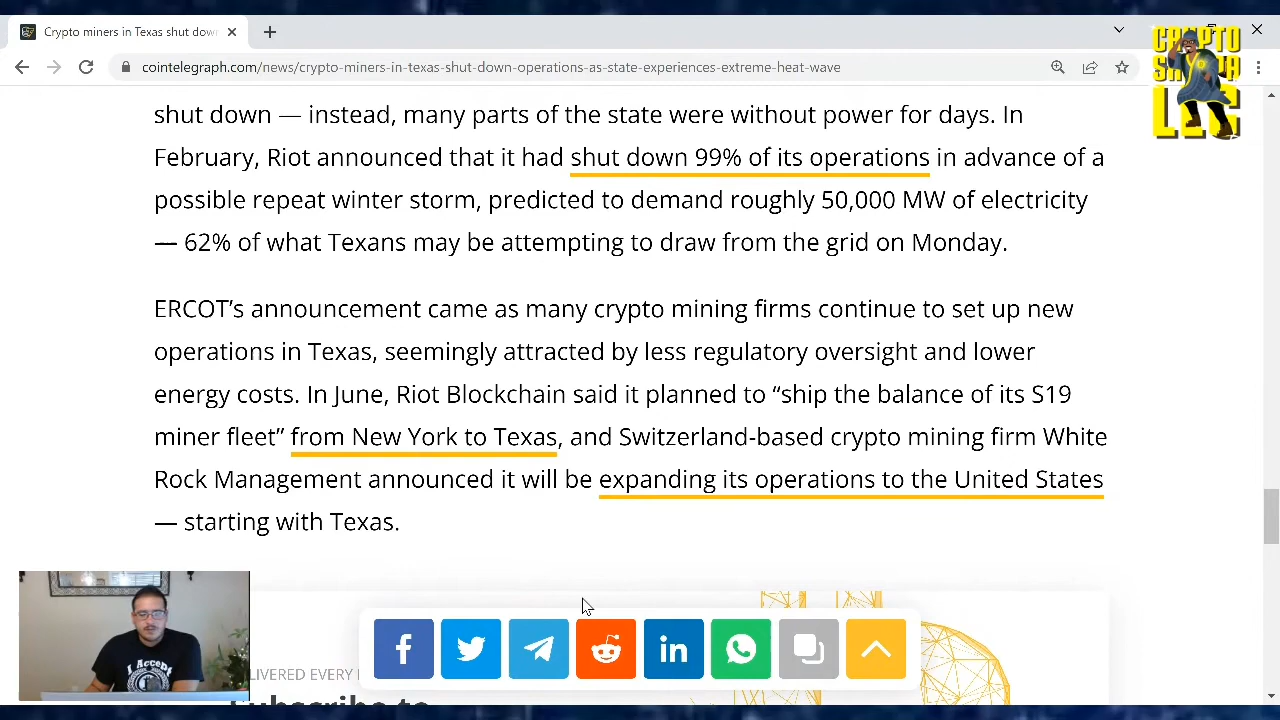 Crypto miners in Texas shut down
cointelegraph.com/news/crypto-miners-in-texas-shut-down-operations-as-state-experiences-extreme-heat-wave
CRYPTO
LLC
shut down — instead, many parts of the state were without power for days. In
February, Riot announced that it had shut down 99% of its operations in advance of a
possible repeat winter storm, predicted to demand roughly 50,000 MW of electricity
— 62% of what Texans may be attempting to draw from the grid on Monday.
ERCOT’s announcement came as many crypto mining firms continue to set up new
operations in Texas, seemingly attracted by less regulatory oversight and lower
energy costs. In June, Riot Blockchain said it planned to “ship the balance of its S19
miner fleet” from New York to Texas, and Switzerland-based crypto mining firm White
Rock Management announced it will be expanding its operations to the United States
— starting with Texas.
I Accept
LIVERED EVERY
Subscribe to